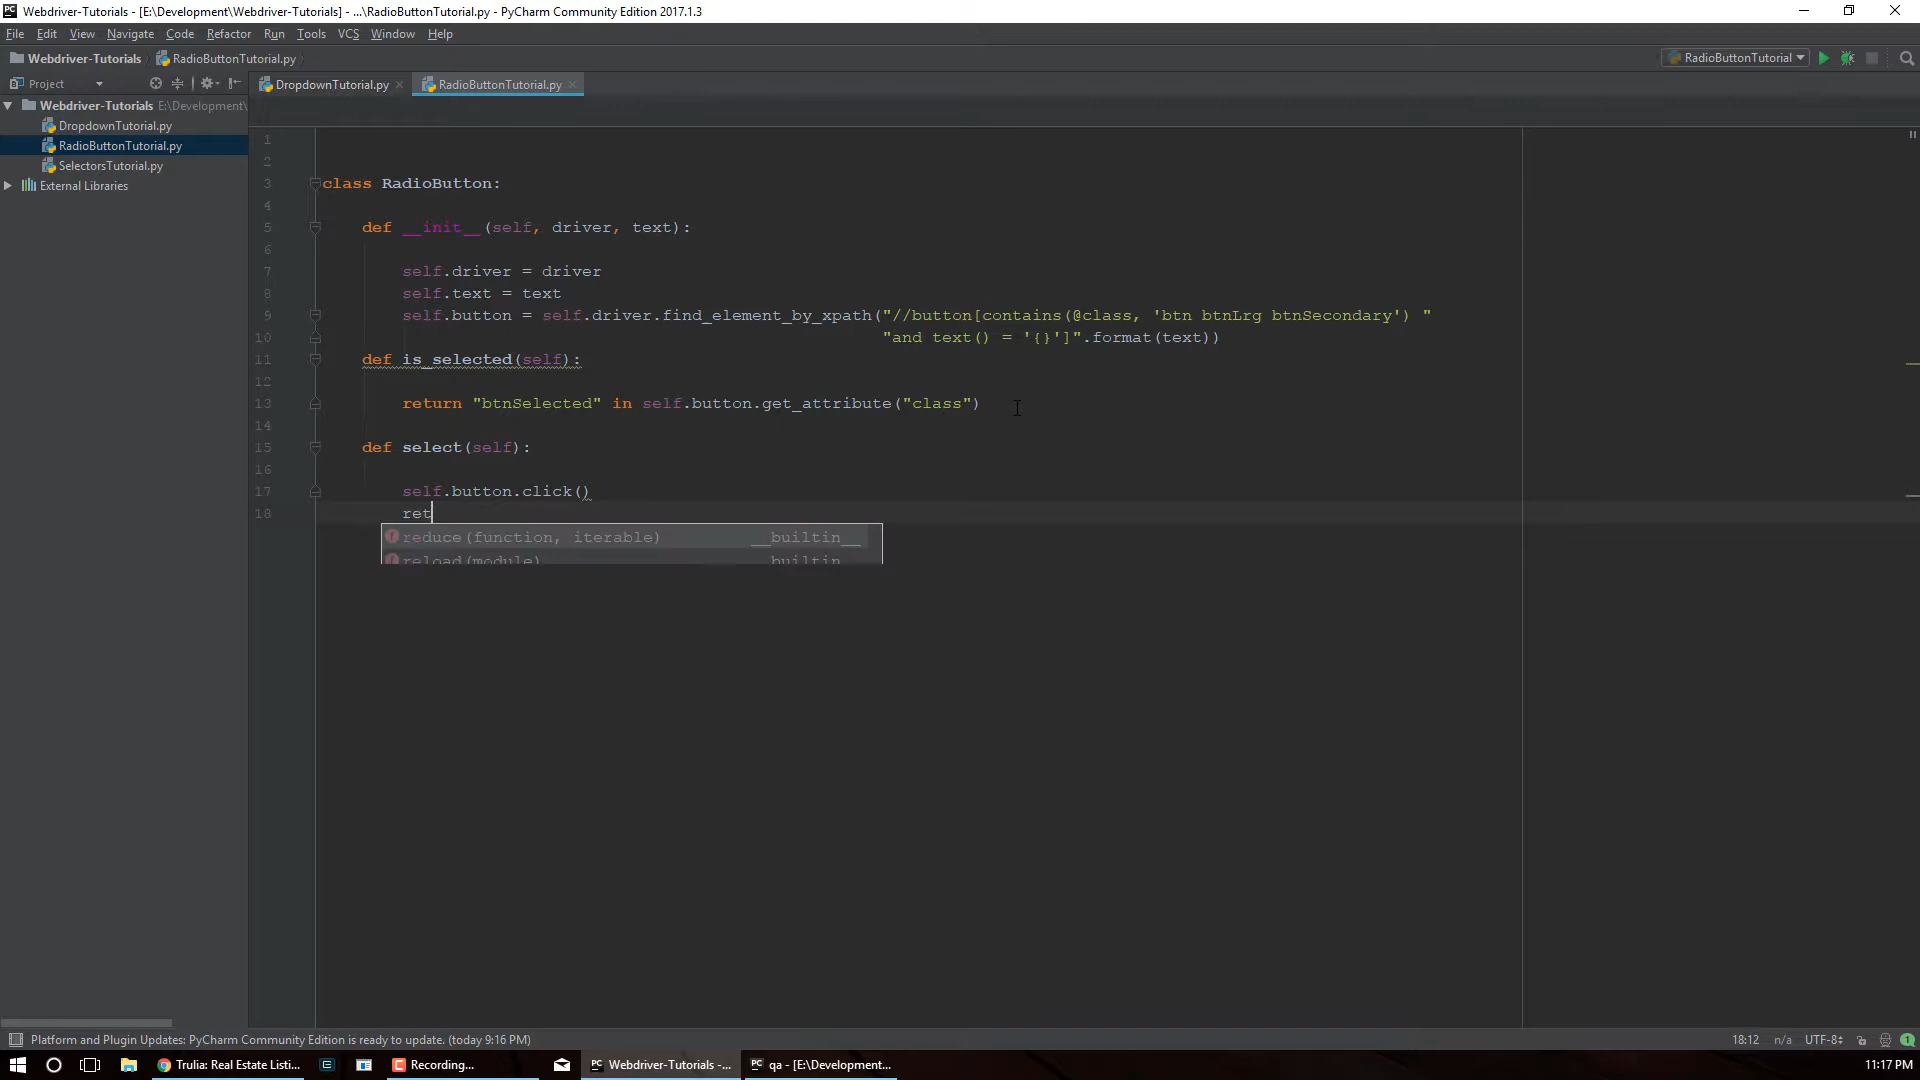 Webdriver-Tutorials - [E:\Development\Webdriver-Tutorials] - ...\RadioButtonTutorial.py - PyCharm Community Edition 2017.1.3
File Edit View Navigate Code Refactor Run Tools VCS Window Help
Webdriver-Tutorials RadioButtonTutorial.py RadioButtonTutorial
Project DropdownTutorial.py RadioButtonTutorial.py
Webdriver-Tutorials E:\Development\
DropdownTutorial.py
RadioButtonTutorial.py
SelectorsTutorial.py
External Libraries
1
2
3 class RadioButton:
4
5 def __init__(self, driver, text):
6
7 self.driver = driver
8 self.text = text
9 self.button = self.driver.find_element_by_xpath("//button[contains(@class, 'btn btnLrg btnSecondary') "
10 "and text() = '{}']".format(text))
11 def is_selected(self):
12
13 return "btnSelected" in self.button.get_attribute("class")
14
15 def select(self):
16
17 self.button.click()
18 ret
reduce(function, iterable) __builtin__
reload(module) __builtin__
Platform and Plugin Updates: PyCharm Community Edition is ready to update. (today 9:16 PM) 18:12 n/a UTF-8 1
Trulia: Real Estate Listi... Recording... Webdriver-Tutorials -... qa - [E:\Development... 11:17 PM